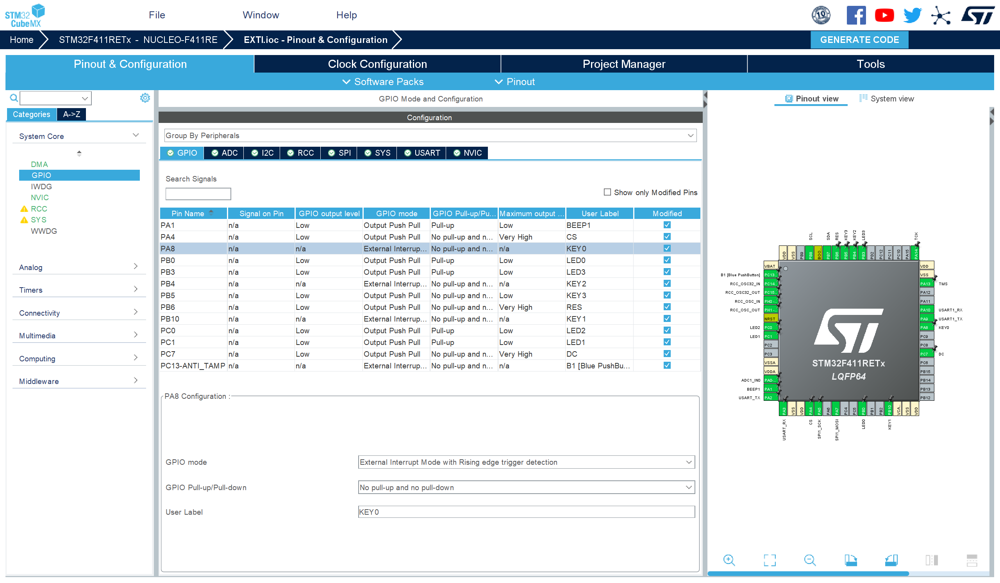 STM32
CubeMX
File
Window
Help
10
ST
Home
STM32F411RETx - NUCLEO-F411RE
EXTI.ioc - Pinout & Configuration
GENERATE CODE
Pinout & Configuration
Clock Configuration
Project Manager
Tools
Software Packs
Pinout
GPIO Mode and Configuration
Pinout view
System view
Categories
A->Z
Configuration
Group By Peripherals
System Core
DMA
GPIO
IWDG
NVIC
RCC
SYS
WWDG
Analog
Timers
Connectivity
Multimedia
Computing
Middleware
GPIO ADC I2C RCC SPI SYS USART NVIC
Search Signals
Show only Modified Pins
Pin Name Signal on Pin GPIO output level GPIO mode GPIO Pull-up/Pu... Maximum output ... User Label Modified
PA1 n/a Low Output Push Pull Pull-up Low BEEP1
PA4 n/a Low Output Push Pull No pull-up and n... Very High CS
PA8 n/a n/a External Interrup... No pull-up and n... n/a KEY0
PB0 n/a Low Output Push Pull Pull-up Low LED0
PB3 n/a Low Output Push Pull Pull-up Low LED3
PB4 n/a n/a External Interrup... No pull-up and n... n/a KEY2
PB5 n/a Low Output Push Pull No pull-up and n... Low KEY3
PB6 n/a Low Output Push Pull No pull-up and n... Very High RES
PB10 n/a n/a External Interrup... No pull-up and n... n/a KEY1
PC0 n/a Low Output Push Pull Pull-up Low LED2
PC1 n/a Low Output Push Pull Pull-up Low LED1
PC7 n/a Low Output Push Pull No pull-up and n... Very High DC
PC13-ANTI_TAMP n/a n/a External Interrup... No pull-up and n... n/a B1 [Blue PushBu...
PA8 Configuration :
GPIO mode
External Interrupt Mode with Rising edge trigger detection
GPIO Pull-up/Pull-down
No pull-up and no pull-down
User Label
KEY0
SCL SDA RES KEY3 KEY2 LED3 TCK
VDD VSS PB9 PB8 BOO.. PB7 PB6 PB5 PB4 PB3 PD2 PC12 PC11 PC10 PA15 PA14
VBAT
B1 [Blue PushButton] PC13..
RCC_OSC32_IN PC14..
RCC_OSC32_OUT PC15..
RCC_OSC_IN PH0 -..
RCC_OSC_OUT PH1 -..
NRST
LED2 PC0
LED1 PC1
PC2
PC3
VSSA
VDDA
ADC1_IN0 PA0-..
BEEP1 PA1
USART_TX PA2
VDD
VSS
PA13 TMS
PA12
PA11
PA10 USART1_RX
PA9 USART1_TX
PA8 KEY0
PC9
PC8
PC7 DC
PC6
PB15
PB14
PB13
PB12
ST
STM32F411RETx
LQFP64
PA3 VSS VDD PA4 PA5 PA6 PA7 PC4 PC5 PB0 PB1 PB2 PB10 VCA.. VSS VDD
USART_RX CS SPI1_SCK SPI1_MOSI LED0 KEY1